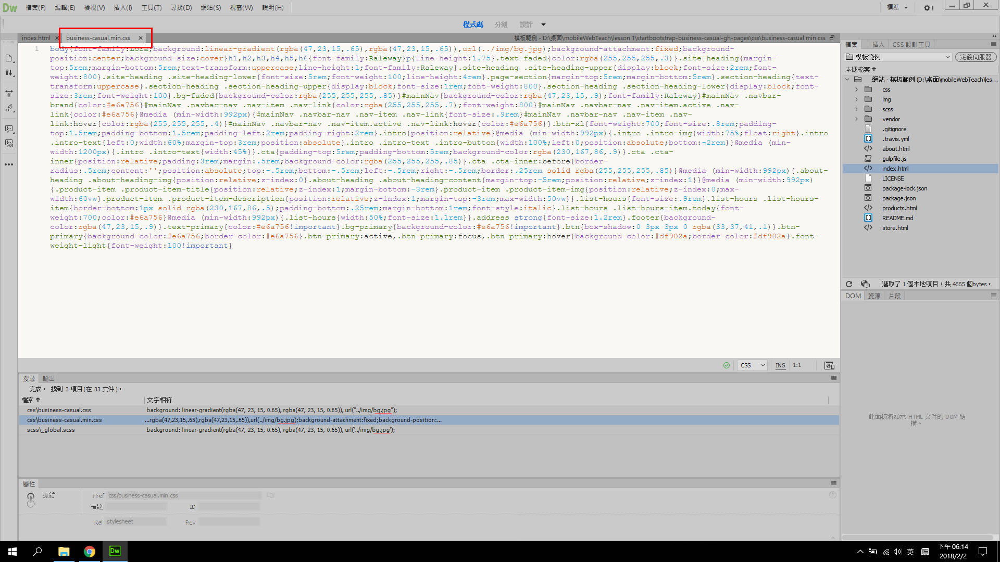 Dw 檔案(F) 編輯(E) 檢視(V) 插入(I) 工具(T) 尋找(D) 網站(S) 視窗(W) 說明(H) 標準
程式碼 分割 設計
index.html × business-casual.min.css × 模板範例 - D:\桌面\mobileWebTeach\lesson 1\startbootstrap-business-casual-gh-pages\css\business-casual.min.css
1 body{font-family:Lora;background:linear-gradient(rgba(47,23,15,.65),rgba(47,23,15,.65)),url(../img/bg.jpg);background-attachment:fixed;background-
position:center;background-size:cover}h1,h2,h3,h4,h5,h6{font-family:Raleway}p{line-height:1.75}.text-faded{color:rgba(255,255,255,.3)}.site-heading{margin-
top:5rem;margin-bottom:5rem;text-transform:uppercase;line-height:1;font-family:Raleway}.site-heading .site-heading-upper{display:block;font-size:2rem;font-
weight:800}.site-heading .site-heading-lower{font-size:5rem;font-weight:100;line-height:4rem}.page-section{margin-top:5rem;margin-bottom:5rem}.section-heading{text-
transform:uppercase}.section-heading .section-heading-upper{display:block;font-size:1rem;font-weight:800}.section-heading .section-heading-lower{display:block;font-
size:3rem;font-weight:100}.bg-faded{background-color:rgba(255,255,255,.85)}#mainNav{background-color:rgba(47,23,15,.9);font-family:Raleway}#mainNav .navbar-
brand{color:#e6a756}#mainNav .navbar-nav .nav-item .nav-link{color:rgba(255,255,255,.7);font-weight:800}#mainNav .navbar-nav .nav-item.active .nav-
link{color:#e6a756}@media (min-width:992px){#mainNav .navbar-nav .nav-item .nav-link{font-size:.9rem}#mainNav .navbar-nav .nav-item .nav-
link:hover{color:rgba(255,255,255,.4)}#mainNav .navbar-nav .nav-item.active .nav-link:hover{color:#e6a756}}.btn-xl{font-weight:700;font-size:.8rem;padding-
top:1.5rem;padding-bottom:1.5rem;padding-left:2rem;padding-right:2rem}.intro{position:relative}@media (min-width:992px){.intro .intro-img{width:75%;float:right}.intro
.intro-text{left:0;width:60%;margin-top:3rem;position:absolute}.intro .intro-text .intro-button{width:100%;left:0;position:absolute;bottom:-2rem}}@media (min-
width:1200px){.intro .intro-text{width:45%}}.cta{padding-top:5rem;padding-bottom:5rem;background-color:rgba(230,167,86,.9)}.cta .cta-
inner{position:relative;padding:3rem;margin:.5rem;background-color:rgba(255,255,255,.85)}.cta .cta-inner:before{border-
radius:.5rem;content:'';position:absolute;top:-.5rem;bottom:-.5rem;left:-.5rem;right:-.5rem;border:.25rem solid rgba(255,255,255,.85)}@media (min-width:992px){.about-
heading .about-heading-img{position:relative;z-index:0}.about-heading .about-heading-content{margin-top:-5rem;position:relative;z-index:1}}@media (min-width:992px)
{.product-item .product-item-title{position:relative;z-index:1;margin-bottom:-3rem}.product-item .product-item-img{position:relative;z-index:0;max-
width:60vw}.product-item .product-item-description{position:relative;z-index:1;margin-top:-3rem;max-width:50vw}}.list-hours{font-size:.9rem}.list-hours .list-hours-
item{border-bottom:1px solid rgba(230,167,86,.5);padding-bottom:.25rem;margin-bottom:1rem;font-style:italic}.list-hours .list-hours-item.today{font-
weight:700;color:#e6a756}@media (min-width:992px){.list-hours{width:50%;font-size:1.1rem}}.address strong{font-size:1.2rem}.footer{background-
color:rgba(47,23,15,.9)}.text-primary{color:#e6a756!important}.bg-primary{background-color:#e6a756!important}.btn{box-shadow:0 3px 3px 0 rgba(33,37,41,.1)}.btn-
primary{background-color:#e6a756;border-color:#e6a756}.btn-primary:active,.btn-primary:focus,.btn-primary:hover{background-color:#df902a;border-color:#df902a}.font-
weight-light{font-weight:100!important}
CSS INS 1:1
搜尋 輸出
完成。 找到 3 項目(在 33 文件)。
檔案 文字相符
css\business-casual.css background: linear-gradient(rgba(47, 23, 15, 0.65), rgba(47, 23, 15, 0.65)), url("../img/bg.jpg");
css\business-casual.min.css ...rgba(47,23,15,.65),rgba(47,23,15,.65)),url(../img/bg.jpg);background-attachment:fixed;background-position:...
scss\_global.scss background: linear-gradient(rgba(47, 23, 15, 0.65), rgba(47, 23, 15, 0.65)), url('../img/bg.jpg');
屬性
連結 Href css/business-casual.min.css
標題 ID
Rel stylesheet Rev
檔案 插入 CSS 設計工具
模板範例 定義伺服器
本機檔案
網站 - 模板範例 (D:\桌面\mobileWebTeach\les...
css
img
scss
vendor
.gitignore
.travis.yml
about.html
gulpfile.js
index.html
LICENSE
package-lock.json
package.json
products.html
README.md
store.html
選取了 1 個本地項目，共 4665 個bytes。
DOM 資源 片段
此面板將顯示 HTML 文件的 DOM 結
構。
Dw 英 下午 06:14
2018/2/2